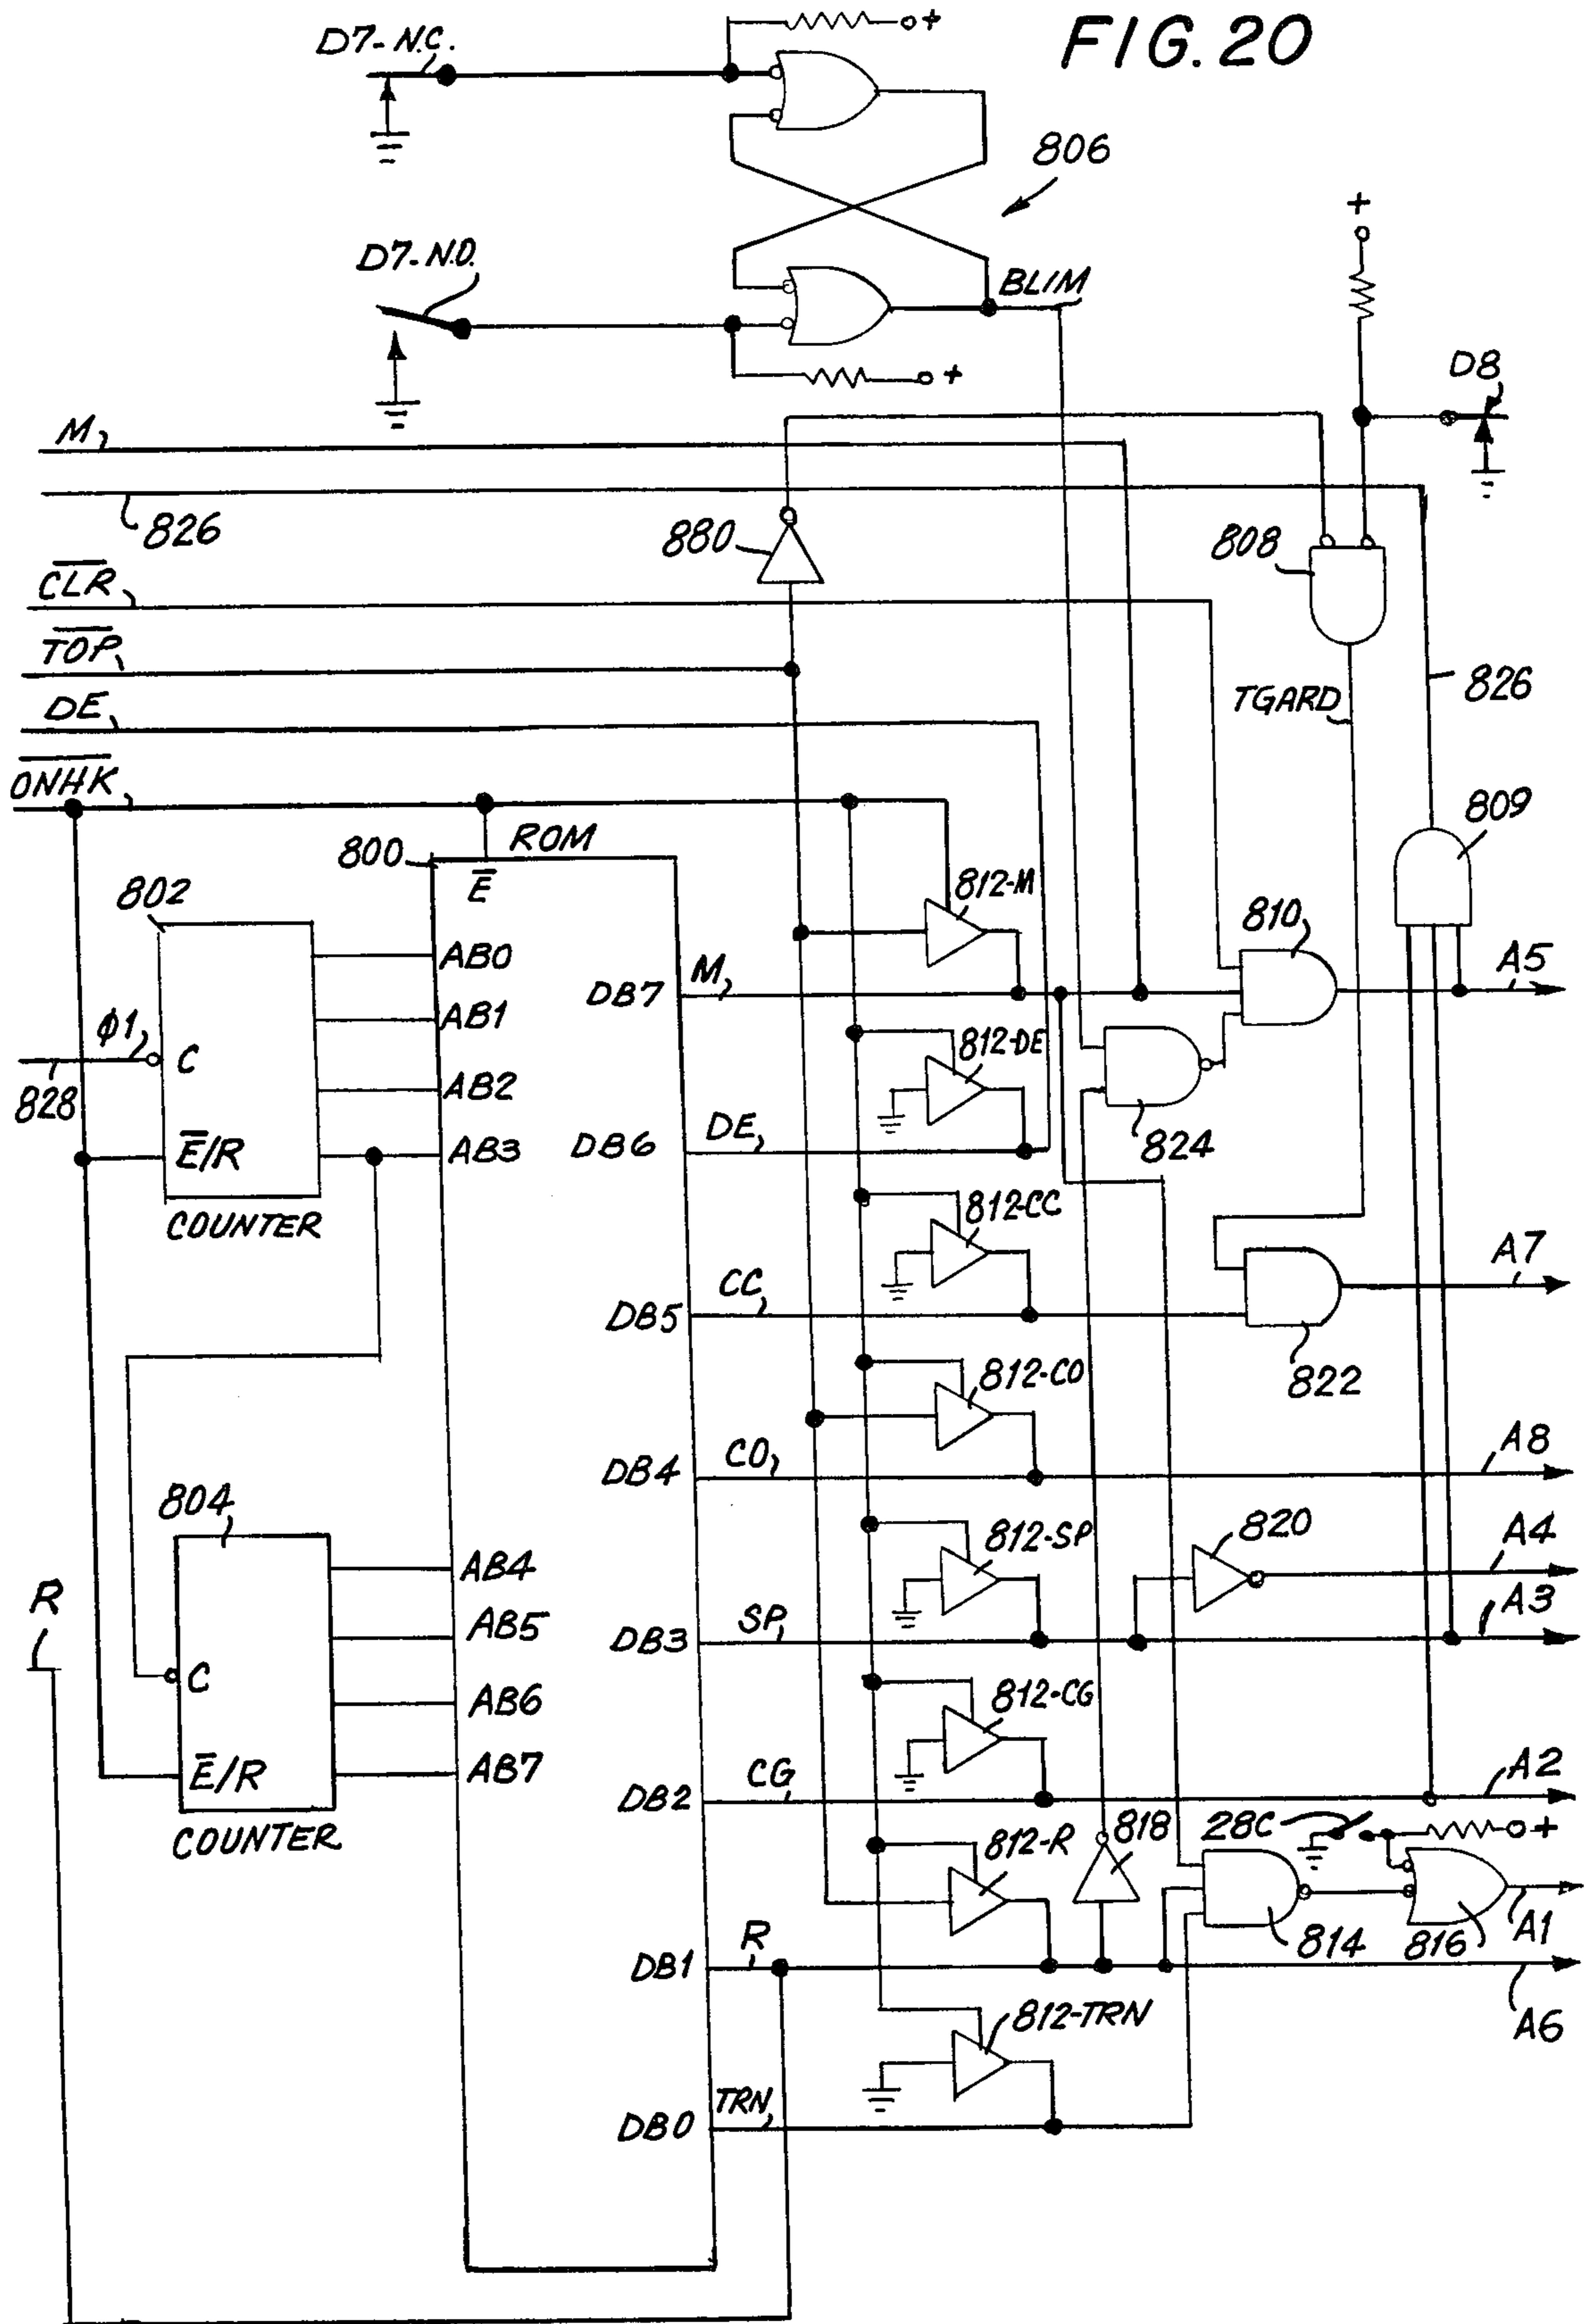 FIG. 20
D7-N.C.
+
806
D7-N.O.
BLIM
+
+
D8
M
826
880
808
C̅L̅R̅
T̅O̅P̅
826
DE
TGARD
O̅N̅H̅K̅
809
800
ROM
E̅
802
812-M
810
AB0
M
A5
DB7
AB1
φ1
C
812-DE
828
AB2
DE
824
E̅/R
AB3
DB6
COUNTER
812-CC
A7
CC
DB5
822
812-CO
CO
A8
DB4
804
812-SP
820
A4
AB4
R
AB5
SP
A3
DB3
C
AB6
812-CG
E̅/R
AB7
CG
A2
DB2
COUNTER
28C
+
812-R
818
R
814
816
A1
DB1
812-TRN
A6
TRN
DB0